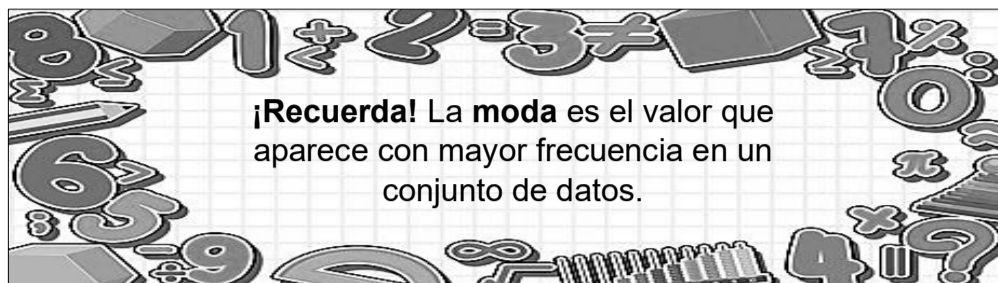 ¡Recuerda! La moda es el valor que
aparece con mayor frecuencia en un
conjunto de datos.